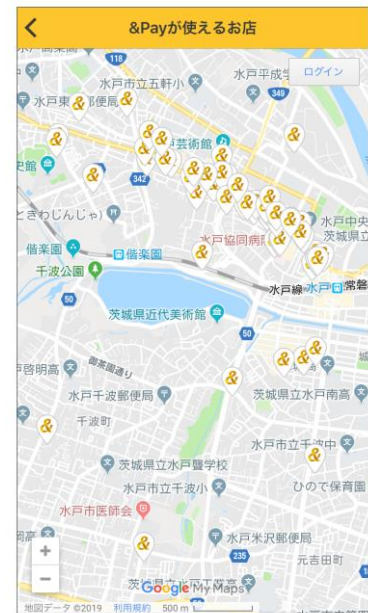 &Payが使えるお店
118
水戸市立五軒小
水戸平成学
ログイン
349
水戸東
郵便局
芸術館
史館
342
ときわじんじゃ)
水戸中央
茨城県立
水戸協同病院
偕楽園
偕楽園
千波公園
水戸線
水戸
常磐
50
茨城県近代美術館
50
戸啓明高
御茶園通り
水戸千波郵便局
茨城県立水戸南高
千波町
水戸市立千波中
茨城県立水戸聾学校
水戸市立千波小
ひので保育園
水戸市医師会
水戸米沢郵便局
235
元吉田町
+
−
Google My Maps
地図データ ©2019
利用規約
500 m